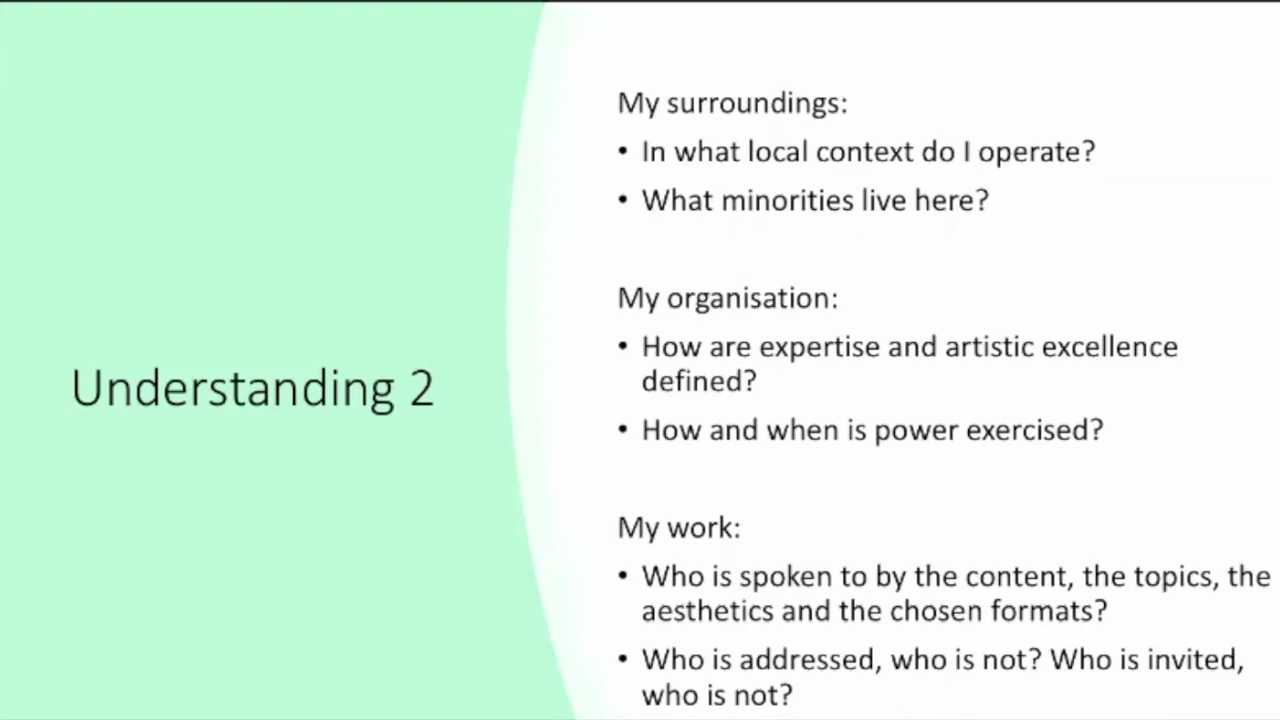 Understanding 2
My surroundings:
• In what local context do I operate?
• What minorities live here?
My organisation:
• How are expertise and artistic excellence
defined?
• How and when is power exercised?
My work:
• Who is spoken to by the content, the topics, the
aesthetics and the chosen formats?
• Who is addressed, who is not? Who is invited,
who is not?